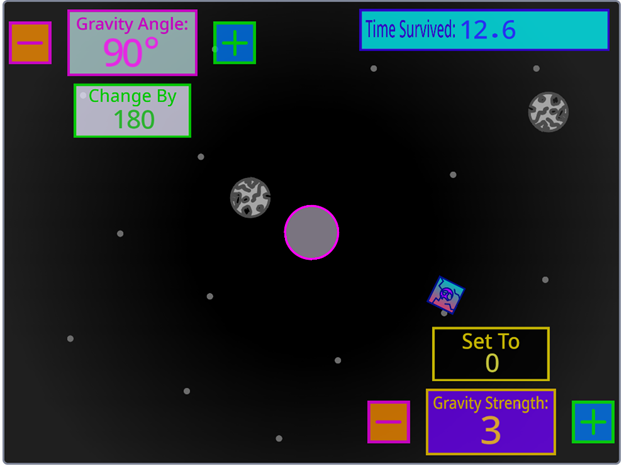 Gravity Angle:
90°
Time Survived: 12.6
Change By
180
Set To
0
Gravity Strength:
3